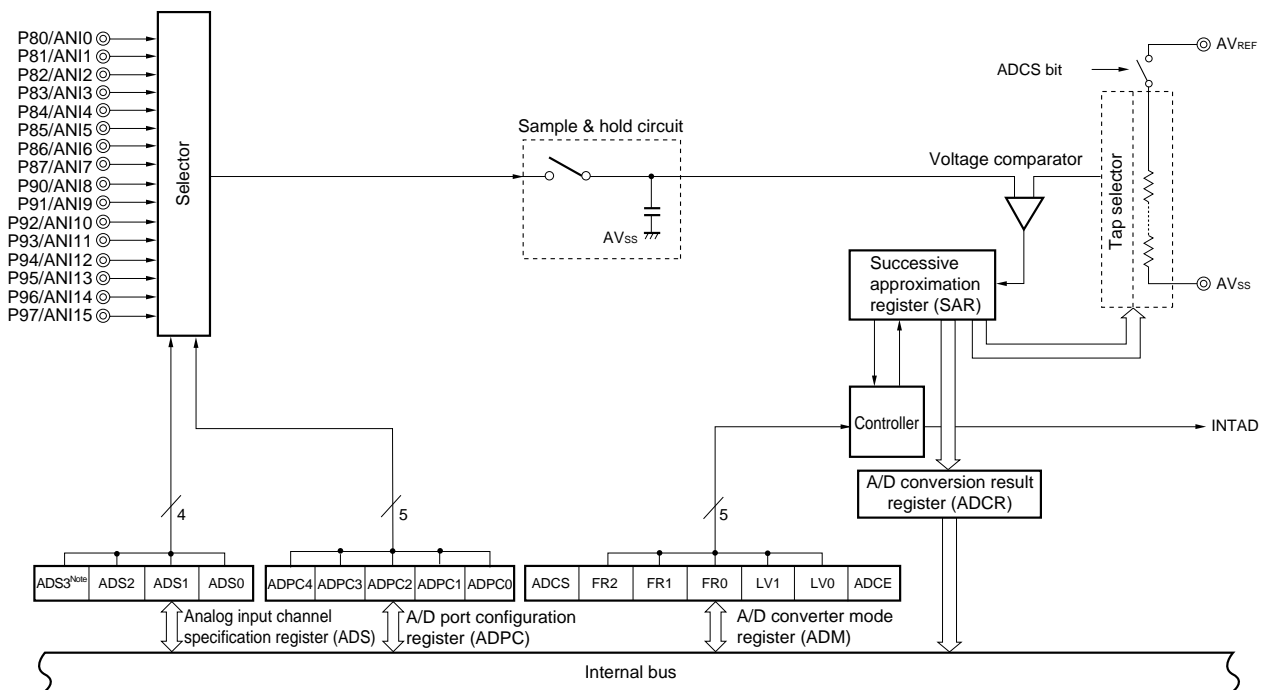 P80/ANI0
P81/ANI1
P82/ANI2
P83/ANI3
P84/ANI4
P85/ANI5
P86/ANI6
P87/ANI7
P90/ANI8
P91/ANI9
P92/ANI10
P93/ANI11
P94/ANI12
P95/ANI13
P96/ANI14
P97/ANI15
Selector
Sample & hold circuit
AVSS
Voltage comparator
ADCS bit
AVREF
Tap selector
AVSS
Successive
approximation
register (SAR)
Controller
INTAD
A/D conversion result
register (ADCR)
4
5
5
ADS3Note ADS2 ADS1 ADS0
ADPC4 ADPC3 ADPC2 ADPC1 ADPC0
ADCS FR2 FR1 FR0 LV1 LV0 ADCE
Analog input channel
specification register (ADS)
A/D port configuration
register (ADPC)
A/D converter mode
register (ADM)
Internal bus